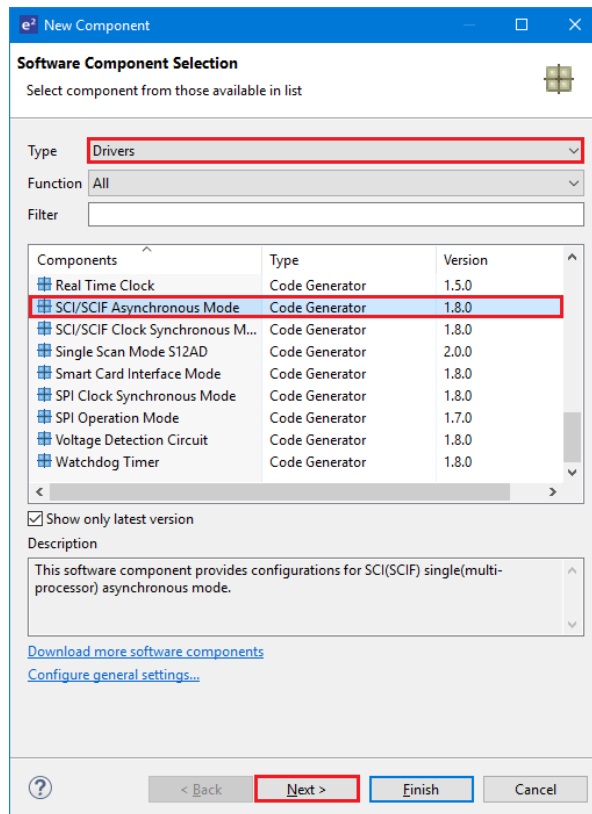 e² New Component
Software Component Selection
Select component from those available in list
Type Drivers
Function All
Filter
Components Type Version
Real Time Clock Code Generator 1.5.0
SCI/SCIF Asynchronous Mode Code Generator 1.8.0
SCI/SCIF Clock Synchronous M... Code Generator 1.8.0
Single Scan Mode S12AD Code Generator 2.0.0
Smart Card Interface Mode Code Generator 1.8.0
SPI Clock Synchronous Mode Code Generator 1.8.0
SPI Operation Mode Code Generator 1.7.0
Voltage Detection Circuit Code Generator 1.8.0
Watchdog Timer Code Generator 1.8.0
Show only latest version
Description
This software component provides configurations for SCI(SCIF) single(multi-
processor) asynchronous mode.
Download more software components
Configure general settings...
? < Back Next > Finish Cancel